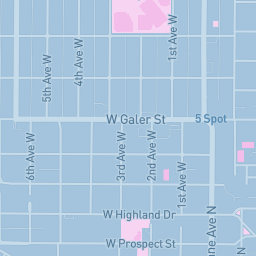 1st Ave W
4th Ave W
5th Ave W
W Galer St
5 Spot
6th Ave W
3rd Ave W
2nd Ave W
1st Ave W
W Highland Dr
Ave N
W Prospect St